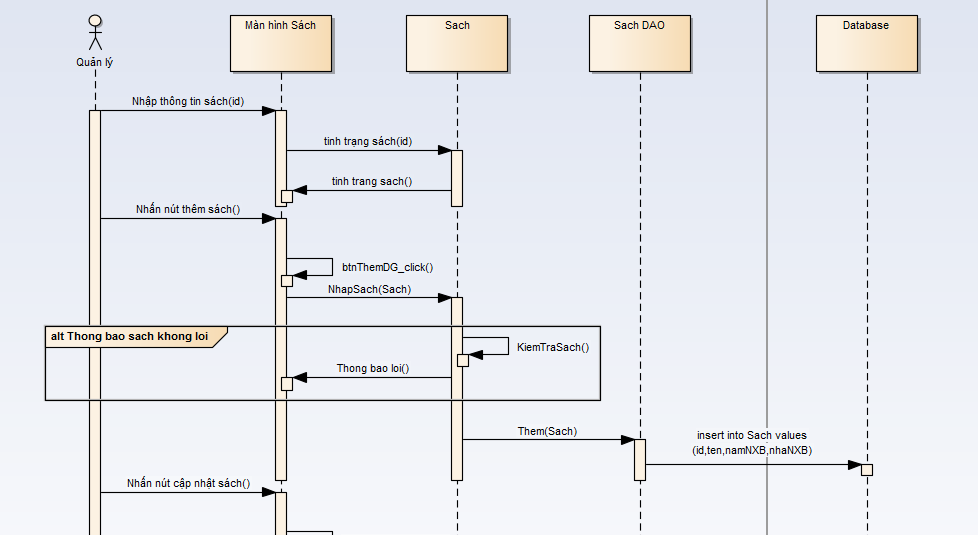 Màn hình Sách
Sach
Sach DAO
Database
Quản lý
Nhập thông tin sách(id)
tinh trạng sách(id)
tinh trang sach()
Nhấn nút thêm sách()
btnThemDG_click()
NhapSach(Sach)
alt Thong bao sach khong loi
KiemTraSach()
Thong bao loi()
Them(Sach)
insert into Sach values
(id,ten,namNXB,nhaNXB)
Nhấn nút cập nhật sách()